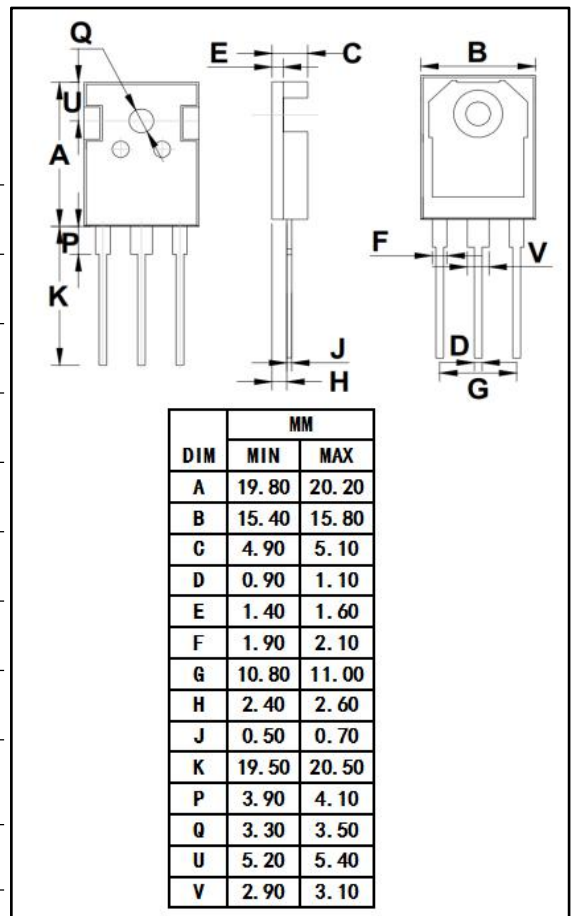 Q
E
C
B
U
A
P
K
F
V
J
D
H
G
MM
DIM MIN MAX
A 19.80 20.20
B 15.40 15.80
C 4.90 5.10
D 0.90 1.10
E 1.40 1.60
F 1.90 2.10
G 10.80 11.00
H 2.40 2.60
J 0.50 0.70
K 19.50 20.50
P 3.90 4.10
Q 3.30 3.50
U 5.20 5.40
V 2.90 3.10